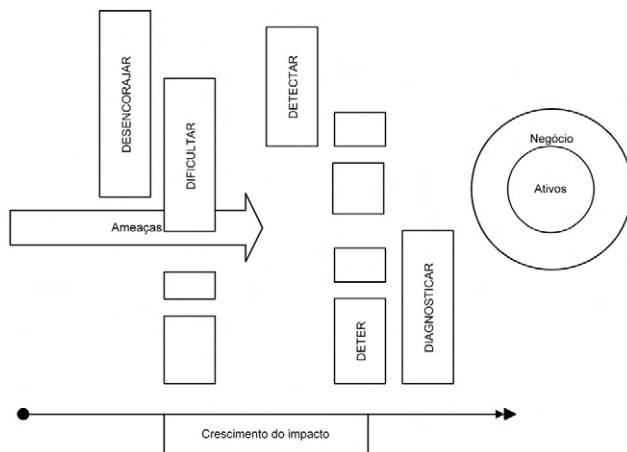 DESENCORAJAR
DIFICULTAR
DETECTAR
Negócio
Ativos
Ameaças
DETER
DIAGNOSTICAR
Crescimento do impacto